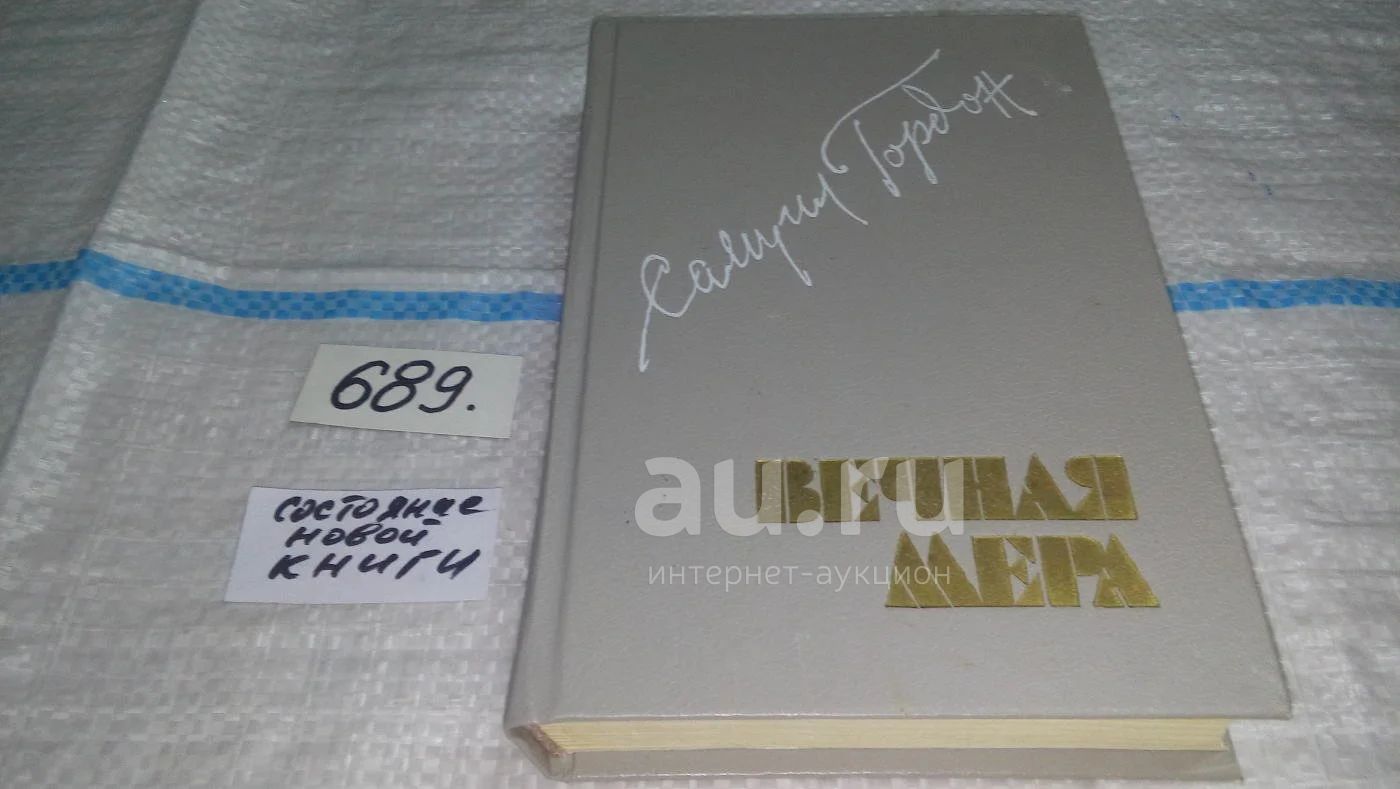 Самуил Гордон
689.
ВЕЧНАЯ
МЕРА
au.ru
интернет-аукцион
состояние
новой
книги